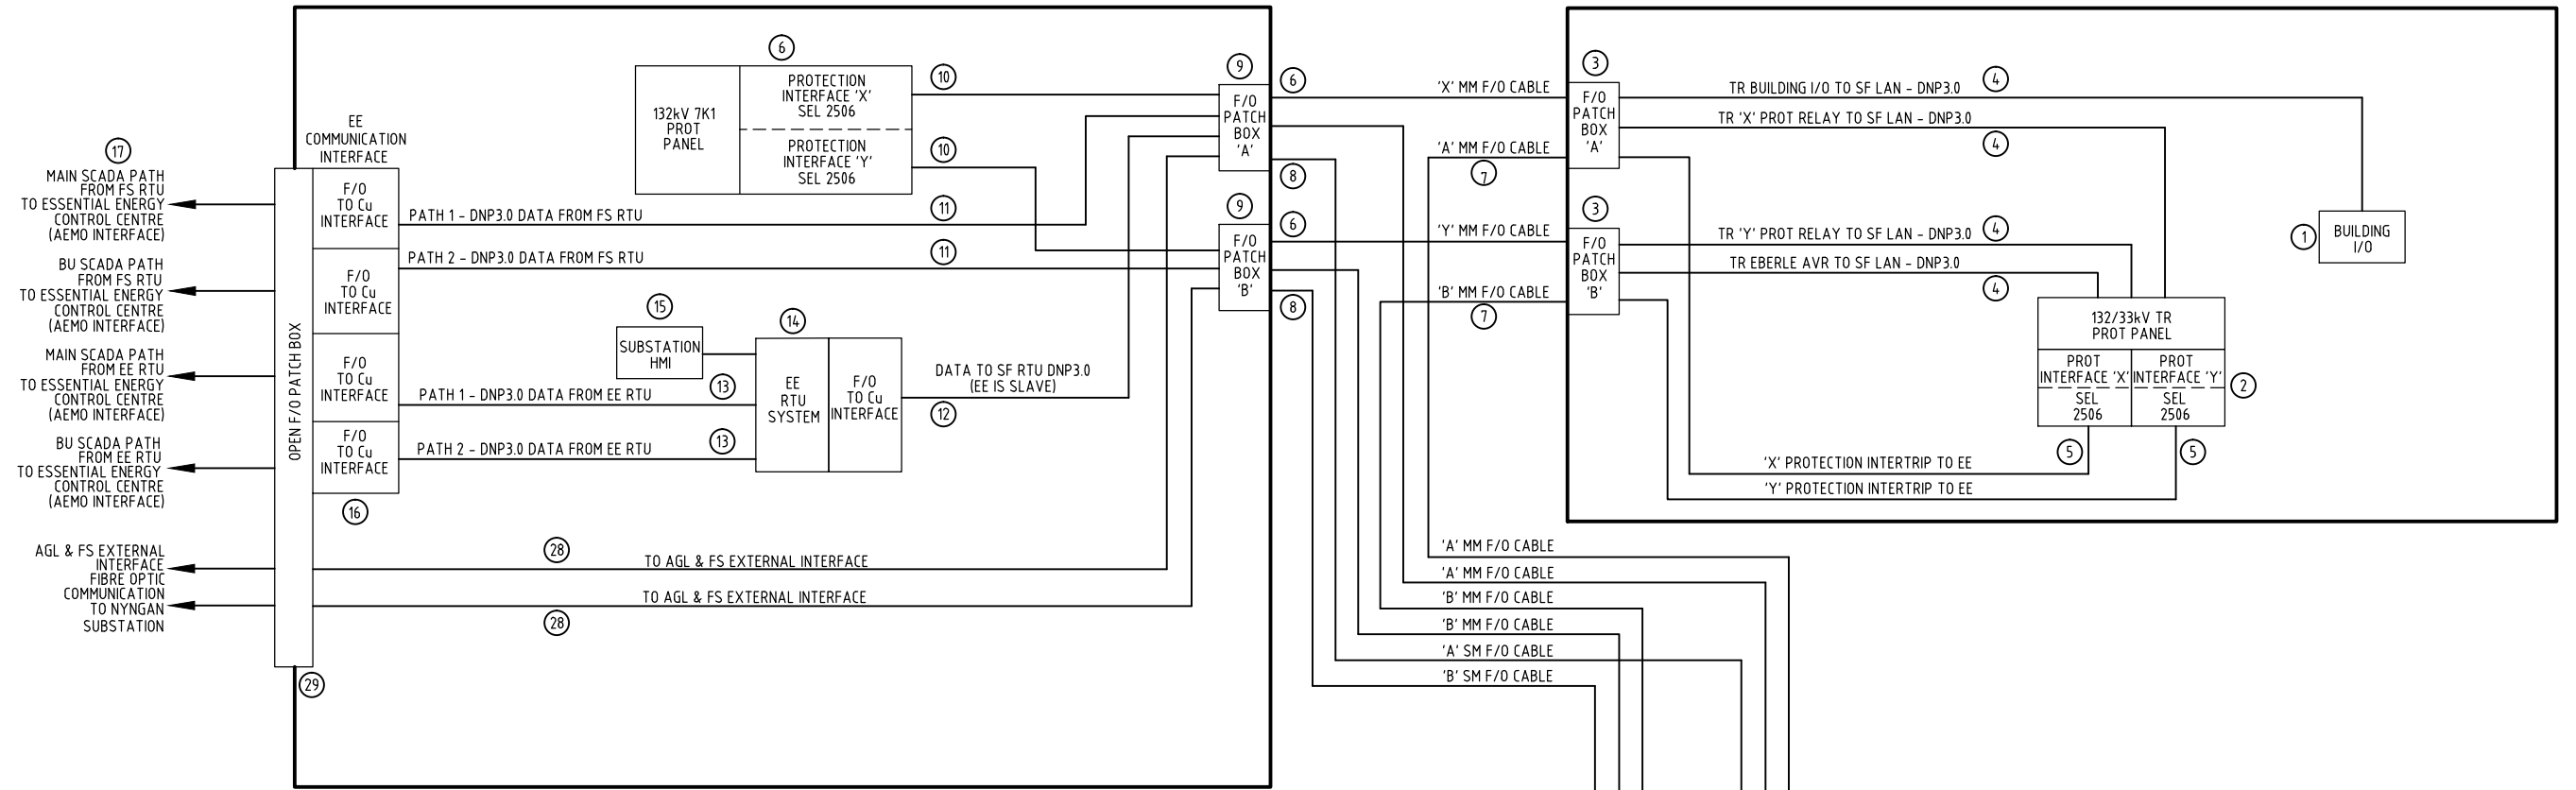 17
MAIN SCADA PATH
FROM FS RTU
TO ESSENTIAL ENERGY
CONTROL CENTRE
(AEMO INTERFACE)
BU SCADA PATH
FROM FS RTU
TO ESSENTIAL ENERGY
CONTROL CENTRE
(AEMO INTERFACE)
MAIN SCADA PATH
FROM EE RTU
TO ESSENTIAL ENERGY
CONTROL CENTRE
(AEMO INTERFACE)
BU SCADA PATH
FROM EE RTU
TO ESSENTIAL ENERGY
CONTROL CENTRE
(AEMO INTERFACE)
AGL & FS EXTERNAL
INTERFACE
FIBRE OPTIC
COMMUNICATION
TO NYNGAN
SUBSTATION
EE
COMMUNICATION
INTERFACE
OPEN F/O PATCH BOX
29
F/O
TO Cu
INTERFACE
F/O
TO Cu
INTERFACE
F/O
TO Cu
INTERFACE
F/O
TO Cu
INTERFACE
16
6
132kV 7K1
PROT
PANEL
PROTECTION
INTERFACE 'X'
SEL 2506
PROTECTION
INTERFACE 'Y'
SEL 2506
10
10
PATH 1 - DNP3.0 DATA FROM FS RTU
11
PATH 2 - DNP3.0 DATA FROM FS RTU
11
15
SUBSTATION
HMI
13
PATH 1 - DNP3.0 DATA FROM EE RTU
PATH 2 - DNP3.0 DATA FROM EE RTU
13
14
EE
RTU
SYSTEM
F/O
TO Cu
INTERFACE
DATA TO SF RTU DNP3.0
(EE IS SLAVE)
12
28
TO AGL & FS EXTERNAL INTERFACE
TO AGL & FS EXTERNAL INTERFACE
28
9
F/O
PATCH
BOX
'A'
9
F/O
PATCH
BOX
'B'
6
8
6
8
'X' MM F/O CABLE
'A' MM F/O CABLE
7
'Y' MM F/O CABLE
'B' MM F/O CABLE
7
'A' MM F/O CABLE
'A' MM F/O CABLE
'B' MM F/O CABLE
'B' MM F/O CABLE
'A' SM F/O CABLE
'B' SM F/O CABLE
3
F/O
PATCH
BOX
'A'
3
F/O
PATCH
BOX
'B'
TR BUILDING I/O TO SF LAN - DNP3.0
4
TR 'X' PROT RELAY TO SF LAN - DNP3.0
4
TR 'Y' PROT RELAY TO SF LAN - DNP3.0
4
TR EBERLE AVR TO SF LAN - DNP3.0
4
1
BUILDING
I/O
132/33kV TR
PROT PANEL
PROT
INTERFACE 'X'
SEL
2506
PROT
INTERFACE 'Y'
SEL
2506
2
5
5
'X' PROTECTION INTERTRIP TO EE
'Y' PROTECTION INTERTRIP TO EE